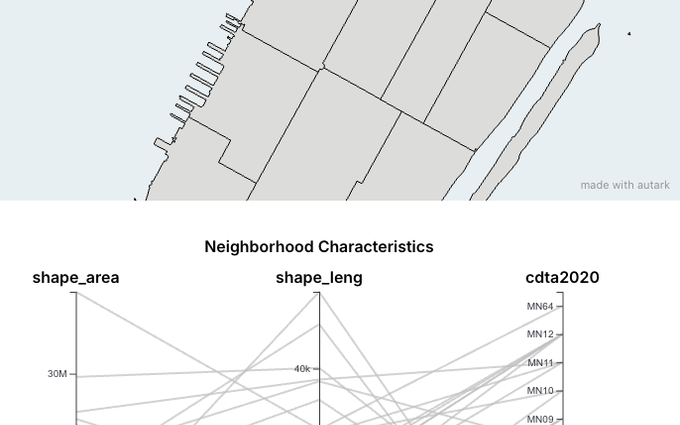 made with autark
Neighborhood Characteristics
shape_area shape_leng cdta2020
MN64
MN12
MN11
40k
30M
MN10
MN09